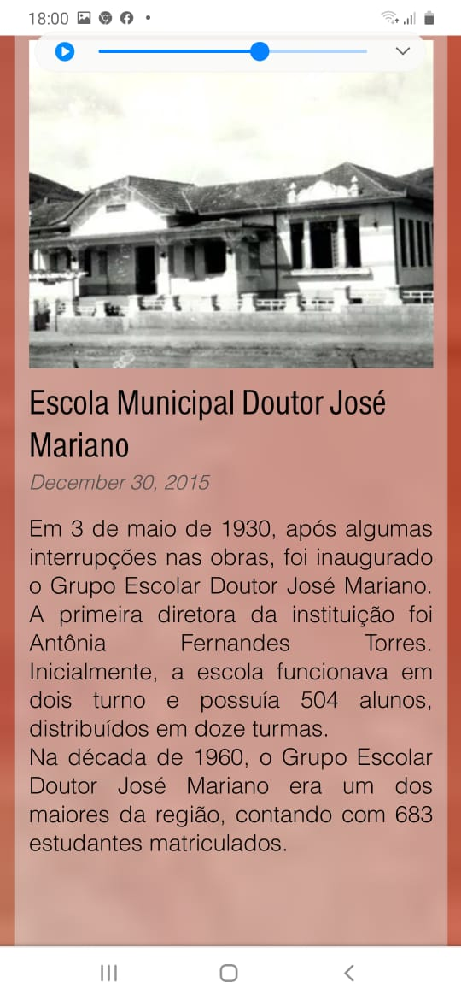 18:00
Escola Municipal Doutor José
Mariano
December 30, 2015
Em 3 de maio de 1930, após algumas
interrupções nas obras, foi inaugurado
o Grupo Escolar Doutor José Mariano.
A primeira diretora da instituição foi
Antônia Fernandes Torres.
Inicialmente, a escola funcionava em
dois turno e possuía 504 alunos,
distribuídos em doze turmas.
Na década de 1960, o Grupo Escolar
Doutor José Mariano era um dos
maiores da região, contando com 683
estudantes matriculados.